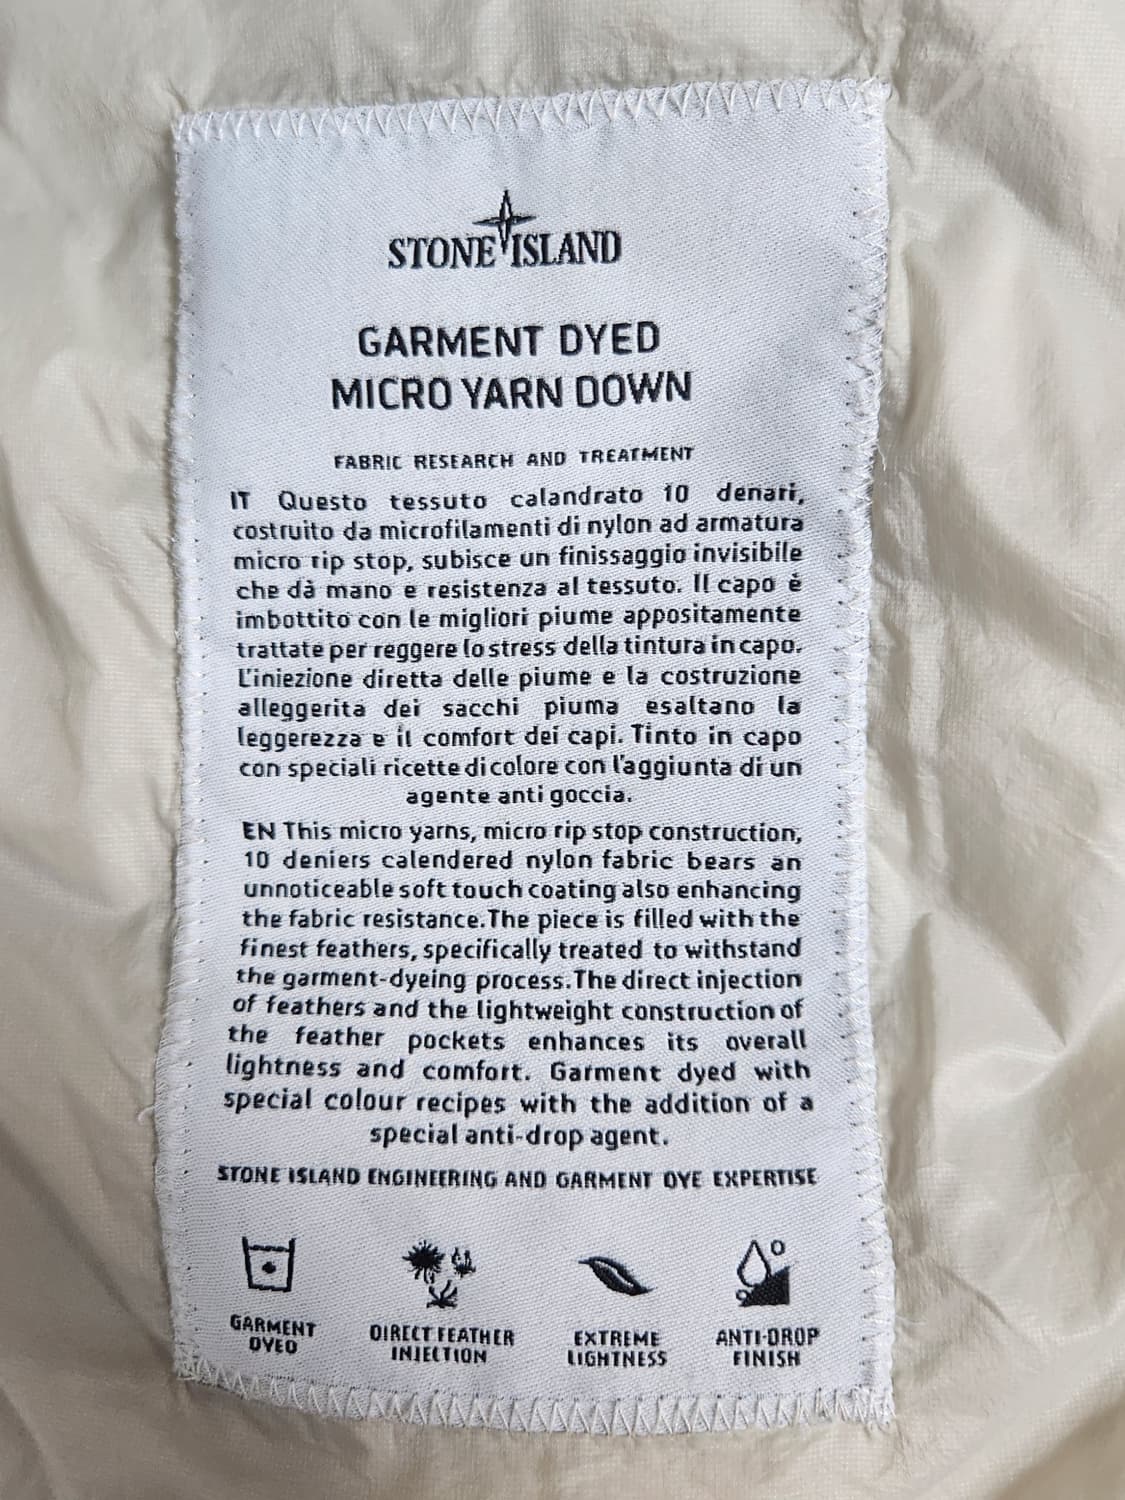 STONE ISLAND
GARMENT DYED
MICRO YARN DOWN
FABRIC RESEARCH AND TREATMENT
IT Questo tessuto calandrato 10 denari,
costruito da microfilamenti di nylon ad armatura
micro rip stop, subisce un finissaggio invisibile
che dà mano e resistenza al tessuto. Il capo è
imbottito con le migliori piume appositamente
trattate per reggere lo stress della tintura in capo.
L'iniezione diretta delle piume e la costruzione
alleggerita dei sacchi piuma esaltano la
leggerezza e il comfort dei capi. Tinto in capo
con speciali ricette di colore con l'aggiunta di un
agente anti goccia.
EN This micro yarns, micro rip stop construction,
10 deniers calendered nylon fabric bears an
unnoticeable soft touch coating also enhancing
the fabric resistance.The piece is filled with the
finest feathers, specifically treated to withstand
the garment-dyeing process.The direct injection
of feathers and the lightweight construction of
the feather pockets enhances its overall
lightness and comfort. Garment dyed with
special colour recipes with the addition of a
special anti-drop agent.
STONE ISLAND ENGINEERING AND GARMENT DYE EXPERTISE
GARMENT
DYED
DIRECT FEATHER
INJECTION
EXTREME
LIGHTNESS
ANTI-DROP
FINISH